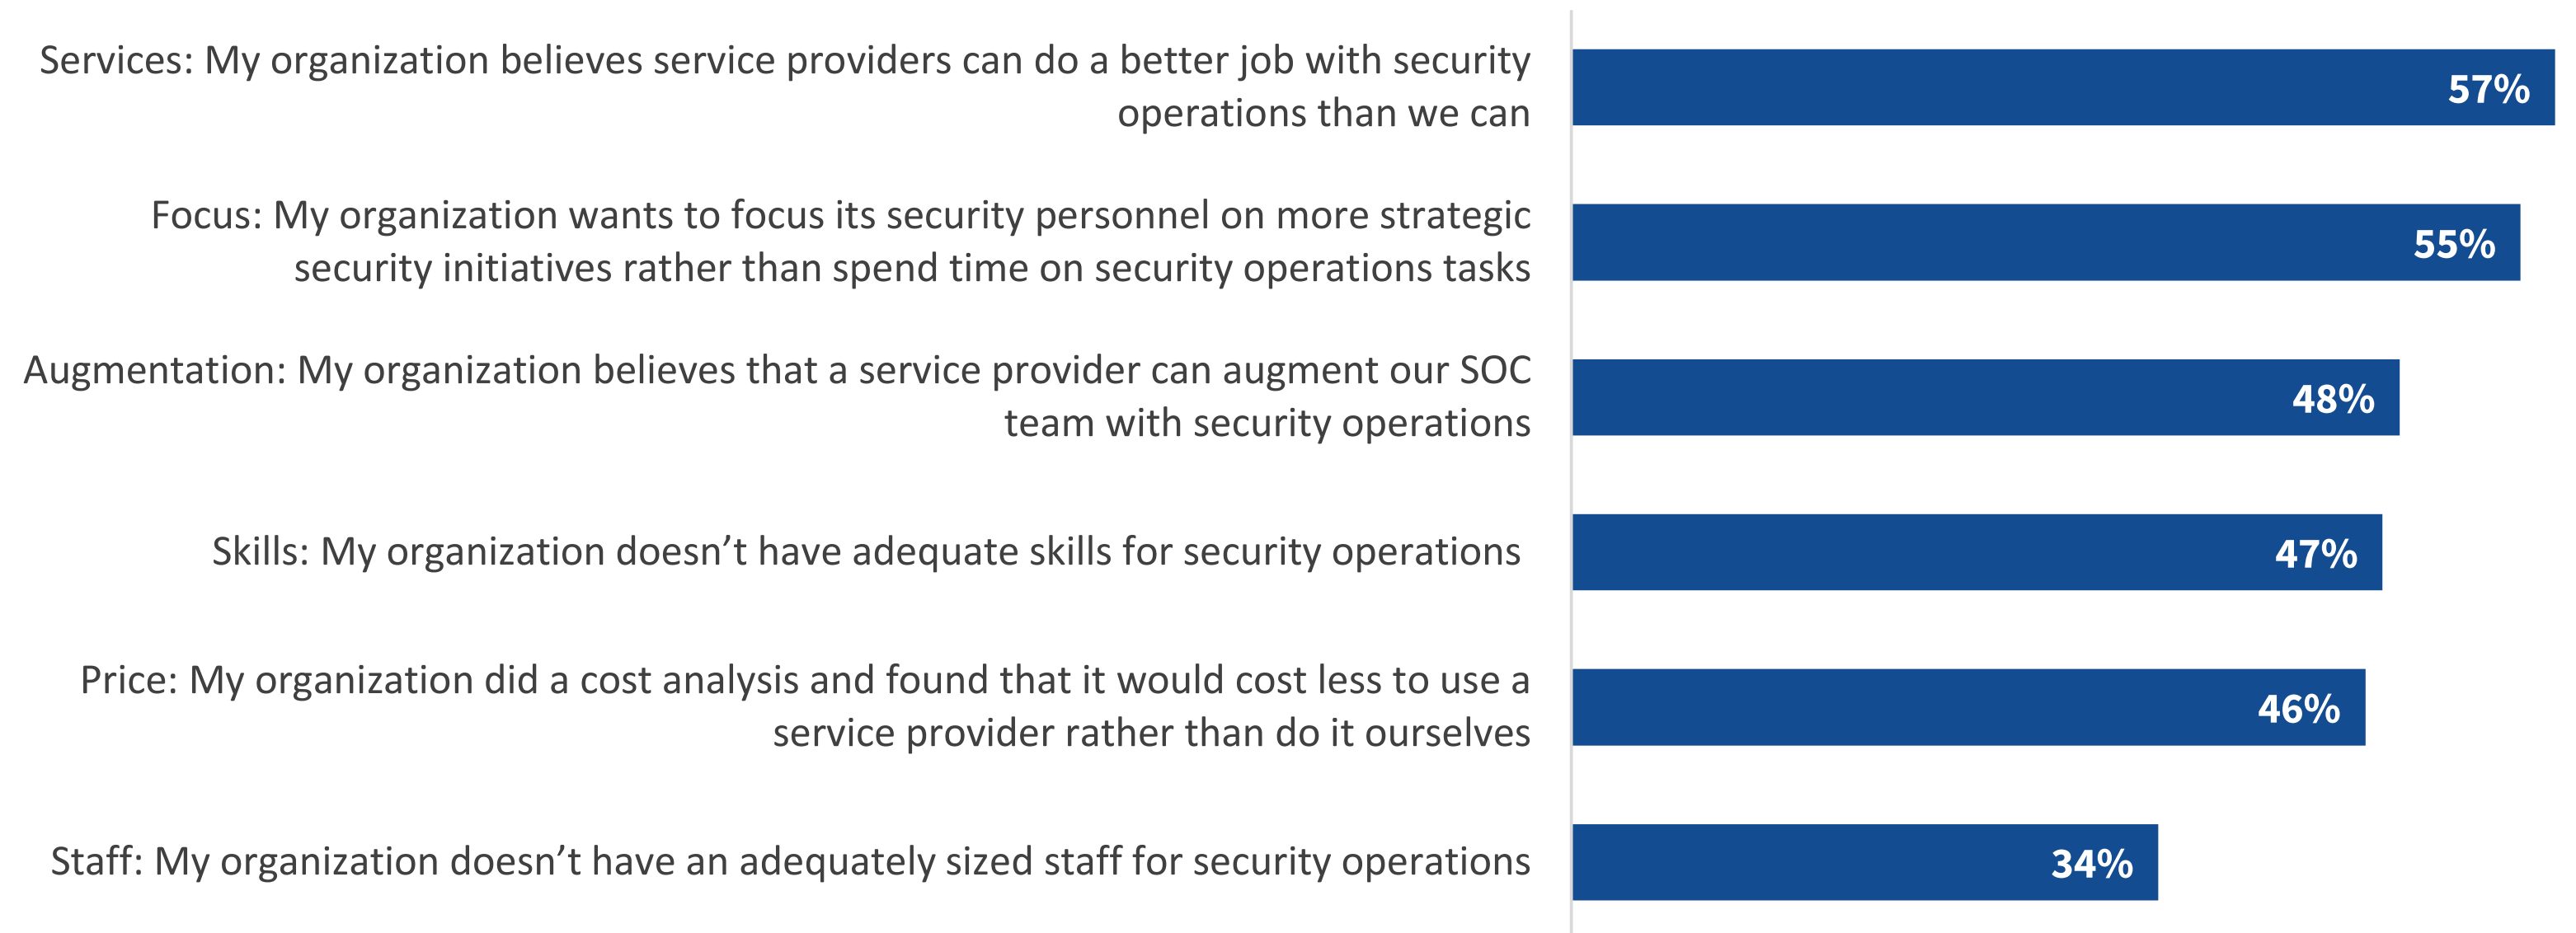 Services: My organization believes service providers can do a better job with security
operations than we can
57%
Focus: My organization wants to focus its security personnel on more strategic
security initiatives rather than spend time on security operations tasks
55%
Augmentation: My organization believes that a service provider can augment our SOC
team with security operations
48%
Skills: My organization doesn’t have adequate skills for security operations
47%
Price: My organization did a cost analysis and found that it would cost less to use a
service provider rather than do it ourselves
46%
Staff: My organization doesn’t have an adequately sized staff for security operations
34%